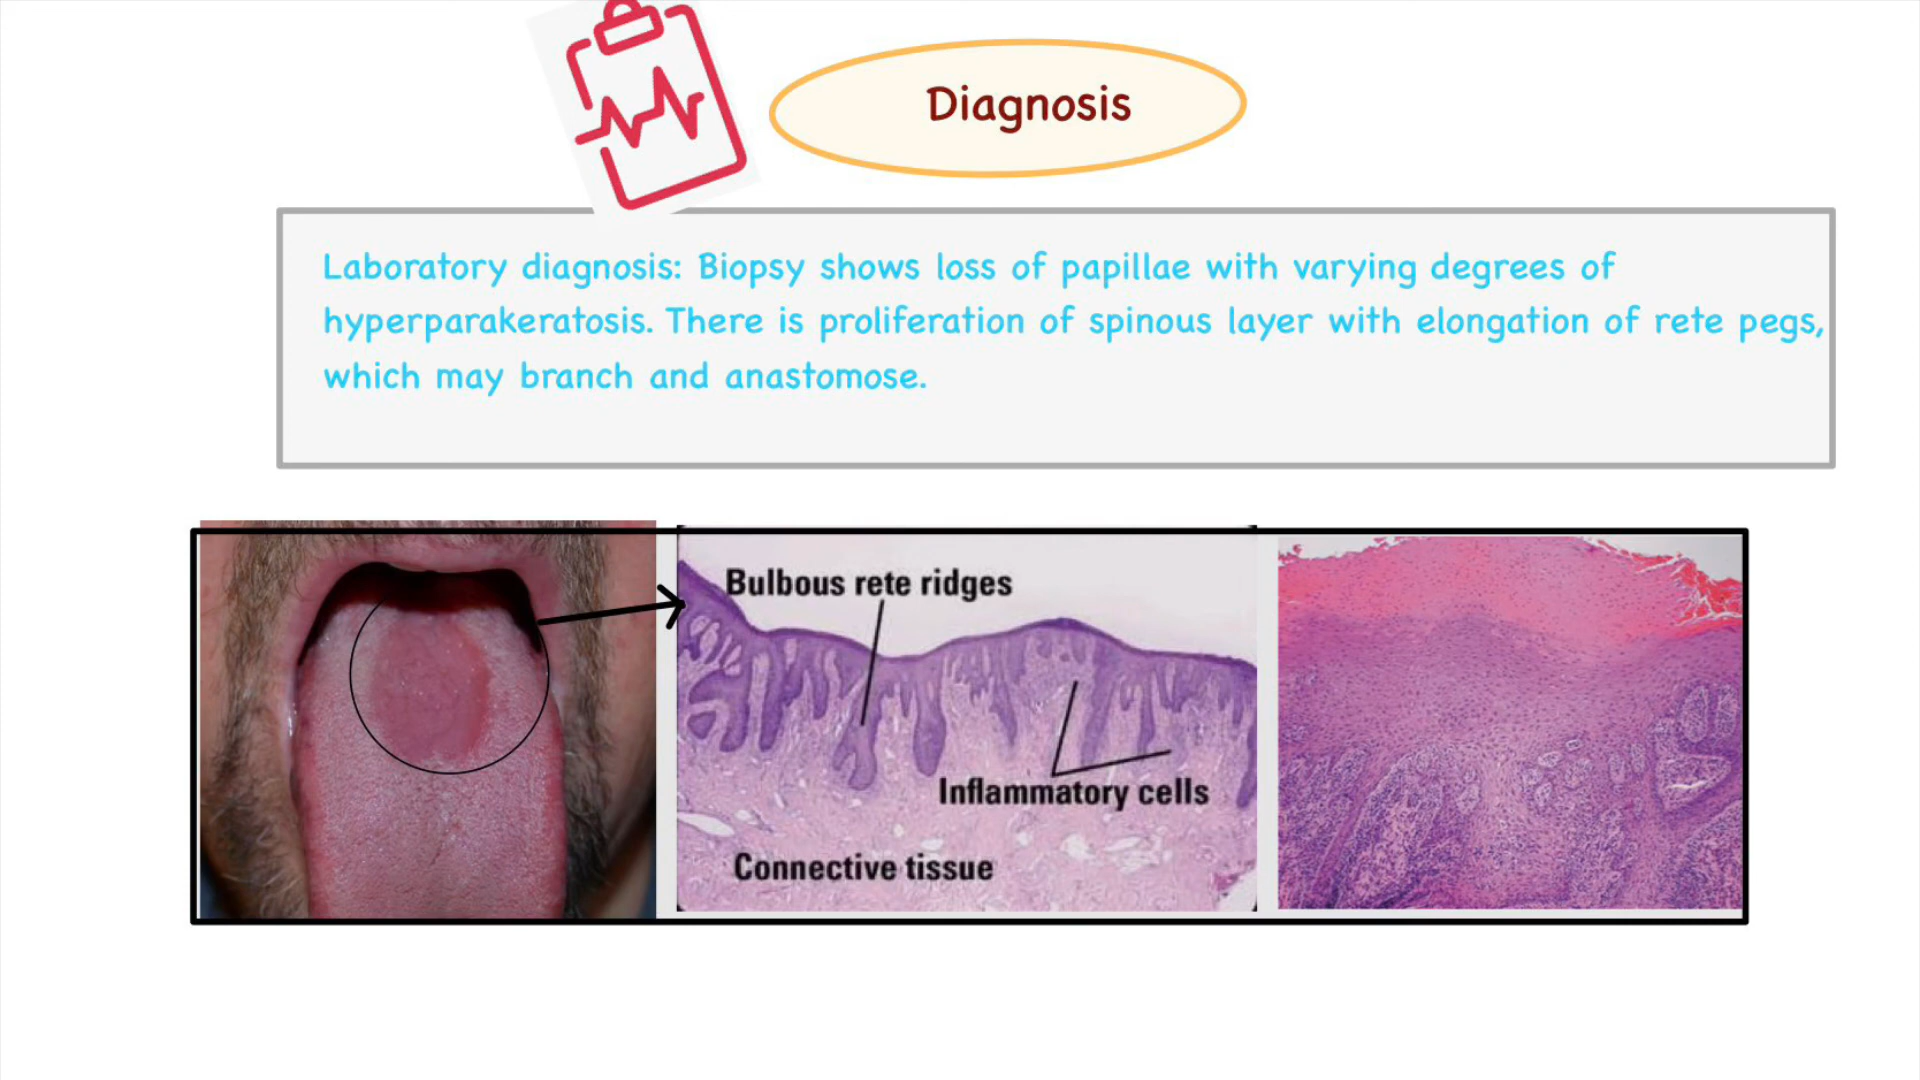 Diagnosis
Laboratory diagnosis: Biopsy shows loss of papillae with varying degrees of
hyperparakeratosis. There is proliferation of spinous layer with elongation of rete pegs,
which may branch and anastomose.
Bulbous rete ridges
Inflammatory cells
Connective tissue